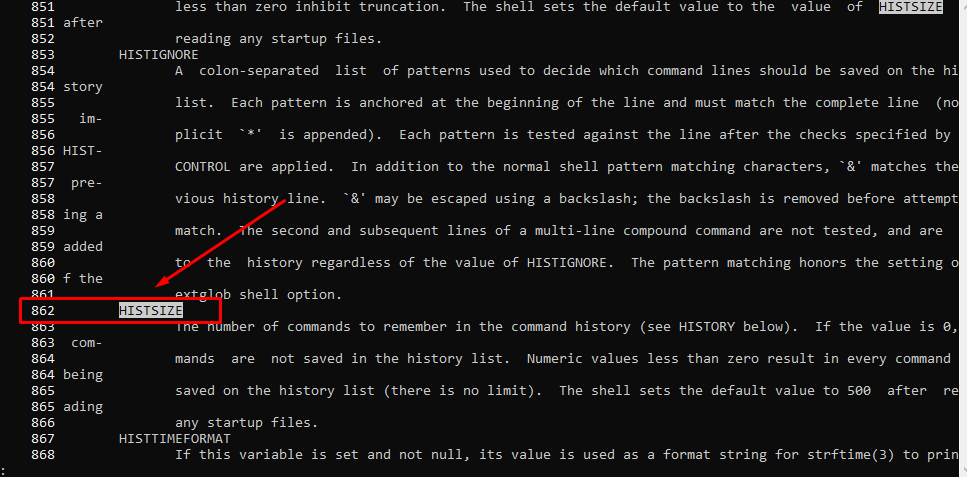 851               less than zero inhibit truncation.  The shell sets the default value to the  value  of  HISTSIZE
851 after
852               reading any startup files.
853        HISTIGNORE
854               A  colon-separated  list  of patterns used to decide which command lines should be saved on the hi
854 story
855               list.  Each pattern is anchored at the beginning of the line and must match the complete line  (no
855   im-
856               plicit  `*'  is appended).  Each pattern is tested against the line after the checks specified by
856 HIST-
857               CONTROL are applied.  In addition to the normal shell pattern matching characters, `&' matches the
857  pre-
858               vious history line.  `&' may be escaped using a backslash; the backslash is removed before attempt
858 ing a
859               match.  The second and subsequent lines of a multi-line compound command are not tested, and are
859 added
860               to  the  history regardless of the value of HISTIGNORE.  The pattern matching honors the setting o
860 f the
861               extglob shell option.
862        HISTSIZE
863               The number of commands to remember in the command history (see HISTORY below).  If the value is 0,
863  com-
864               mands  are  not saved in the history list.  Numeric values less than zero result in every command
864 being
865               saved on the history list (there is no limit).  The shell sets the default value to 500  after  re
865 ading
866               any startup files.
867        HISTTIMEFORMAT
868               If this variable is set and not null, its value is used as a format string for strftime(3) to prin
: